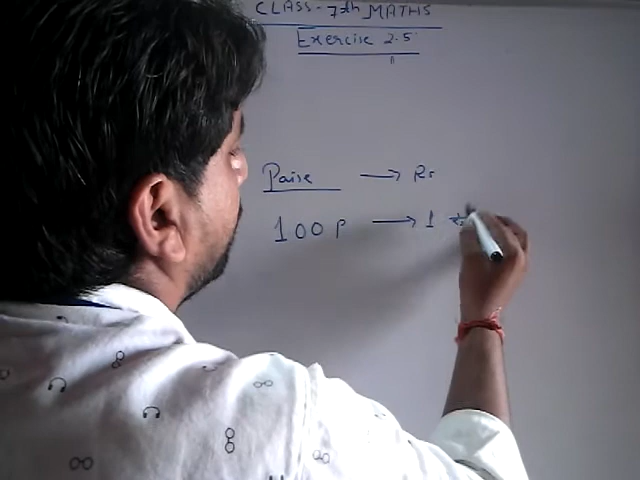 CLASS - 7th MATHS
Exercise 2.5
Paise → Rs
100 P → 1